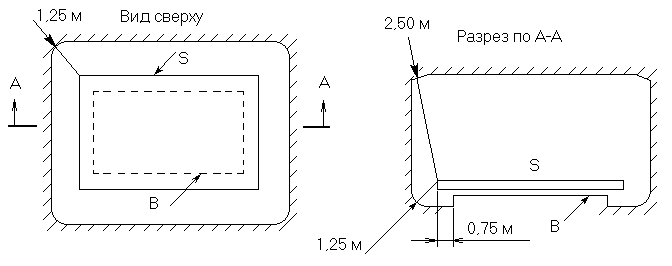 1,25 м
Вид сверху
S
A
A
B
2,50 м
Разрез по A-A
S
B
0,75 м
1,25 м